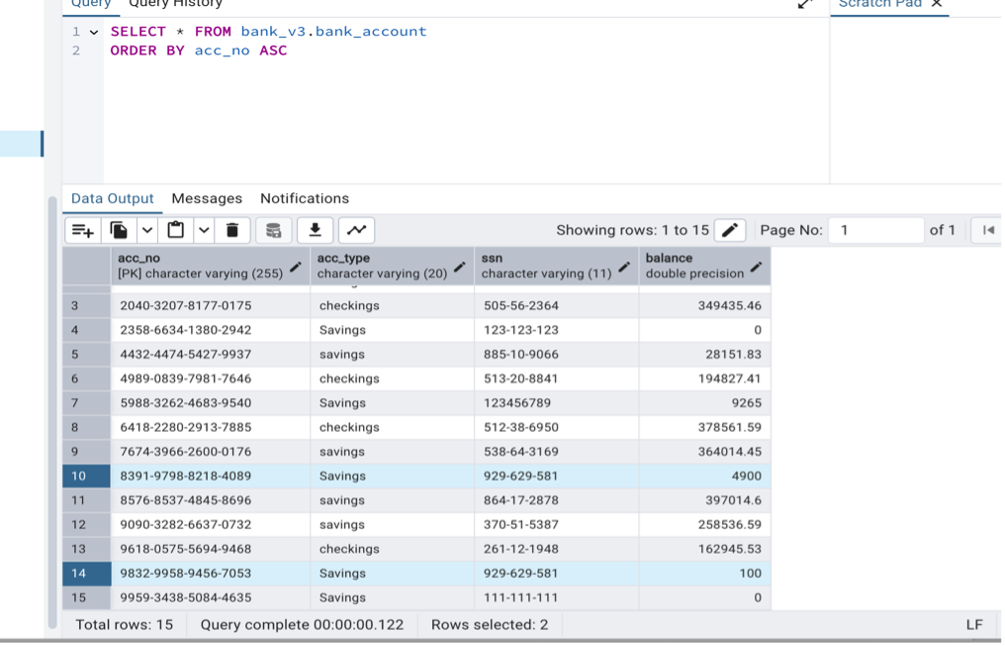 Query Query History Scratch Pad
1 SELECT * FROM bank_v3.bank_account
2 ORDER BY acc_no ASC
Data Output Messages Notifications
Showing rows: 1 to 15 Page No: 1 of 1
acc_no acc_type ssn balance
[PK] character varying (255) character varying (20) character varying (11) double precision
3 2040-3207-8177-0175 checkings 505-56-2364 349435.46
4 2358-6634-1380-2942 Savings 123-123-123 0
5 4432-4474-5427-9937 savings 885-10-9066 28151.83
6 4989-0839-7981-7646 checkings 513-20-8841 194827.41
7 5988-3262-4683-9540 Savings 123456789 9265
8 6418-2280-2913-7885 checkings 512-38-6950 378561.59
9 7674-3966-2600-0176 savings 538-64-3169 364014.45
10 8391-9798-8218-4089 Savings 929-629-581 4900
11 8576-8537-4845-8696 savings 864-17-2878 397014.6
12 9090-3282-6637-0732 savings 370-51-5387 258536.59
13 9618-0575-5694-9468 checkings 261-12-1948 162945.53
14 9832-9958-9456-7053 Savings 929-629-581 100
15 9959-3438-5084-4635 Savings 111-111-111 0
Total rows: 15 Query complete 00:00:00.122 Rows selected: 2 LF